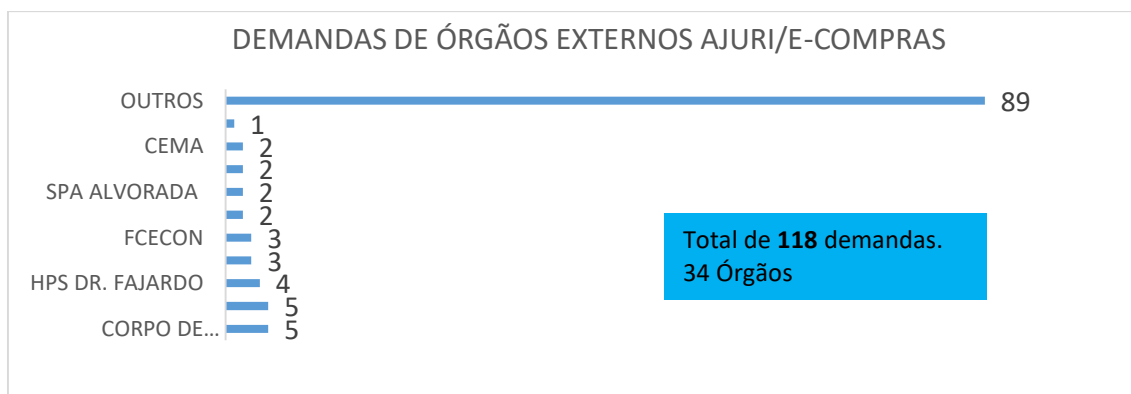 DEMANDAS DE ÓRGÃOS EXTERNOS AJURI/E-COMPRAS
OUTROS 89
1
CEMA 2
2
SPA ALVORADA 2
2
FCECON 3
3
HPS DR. FAJARDO 4
5
CORPO DE... 5
Total de 118 demandas.
34 Órgãos